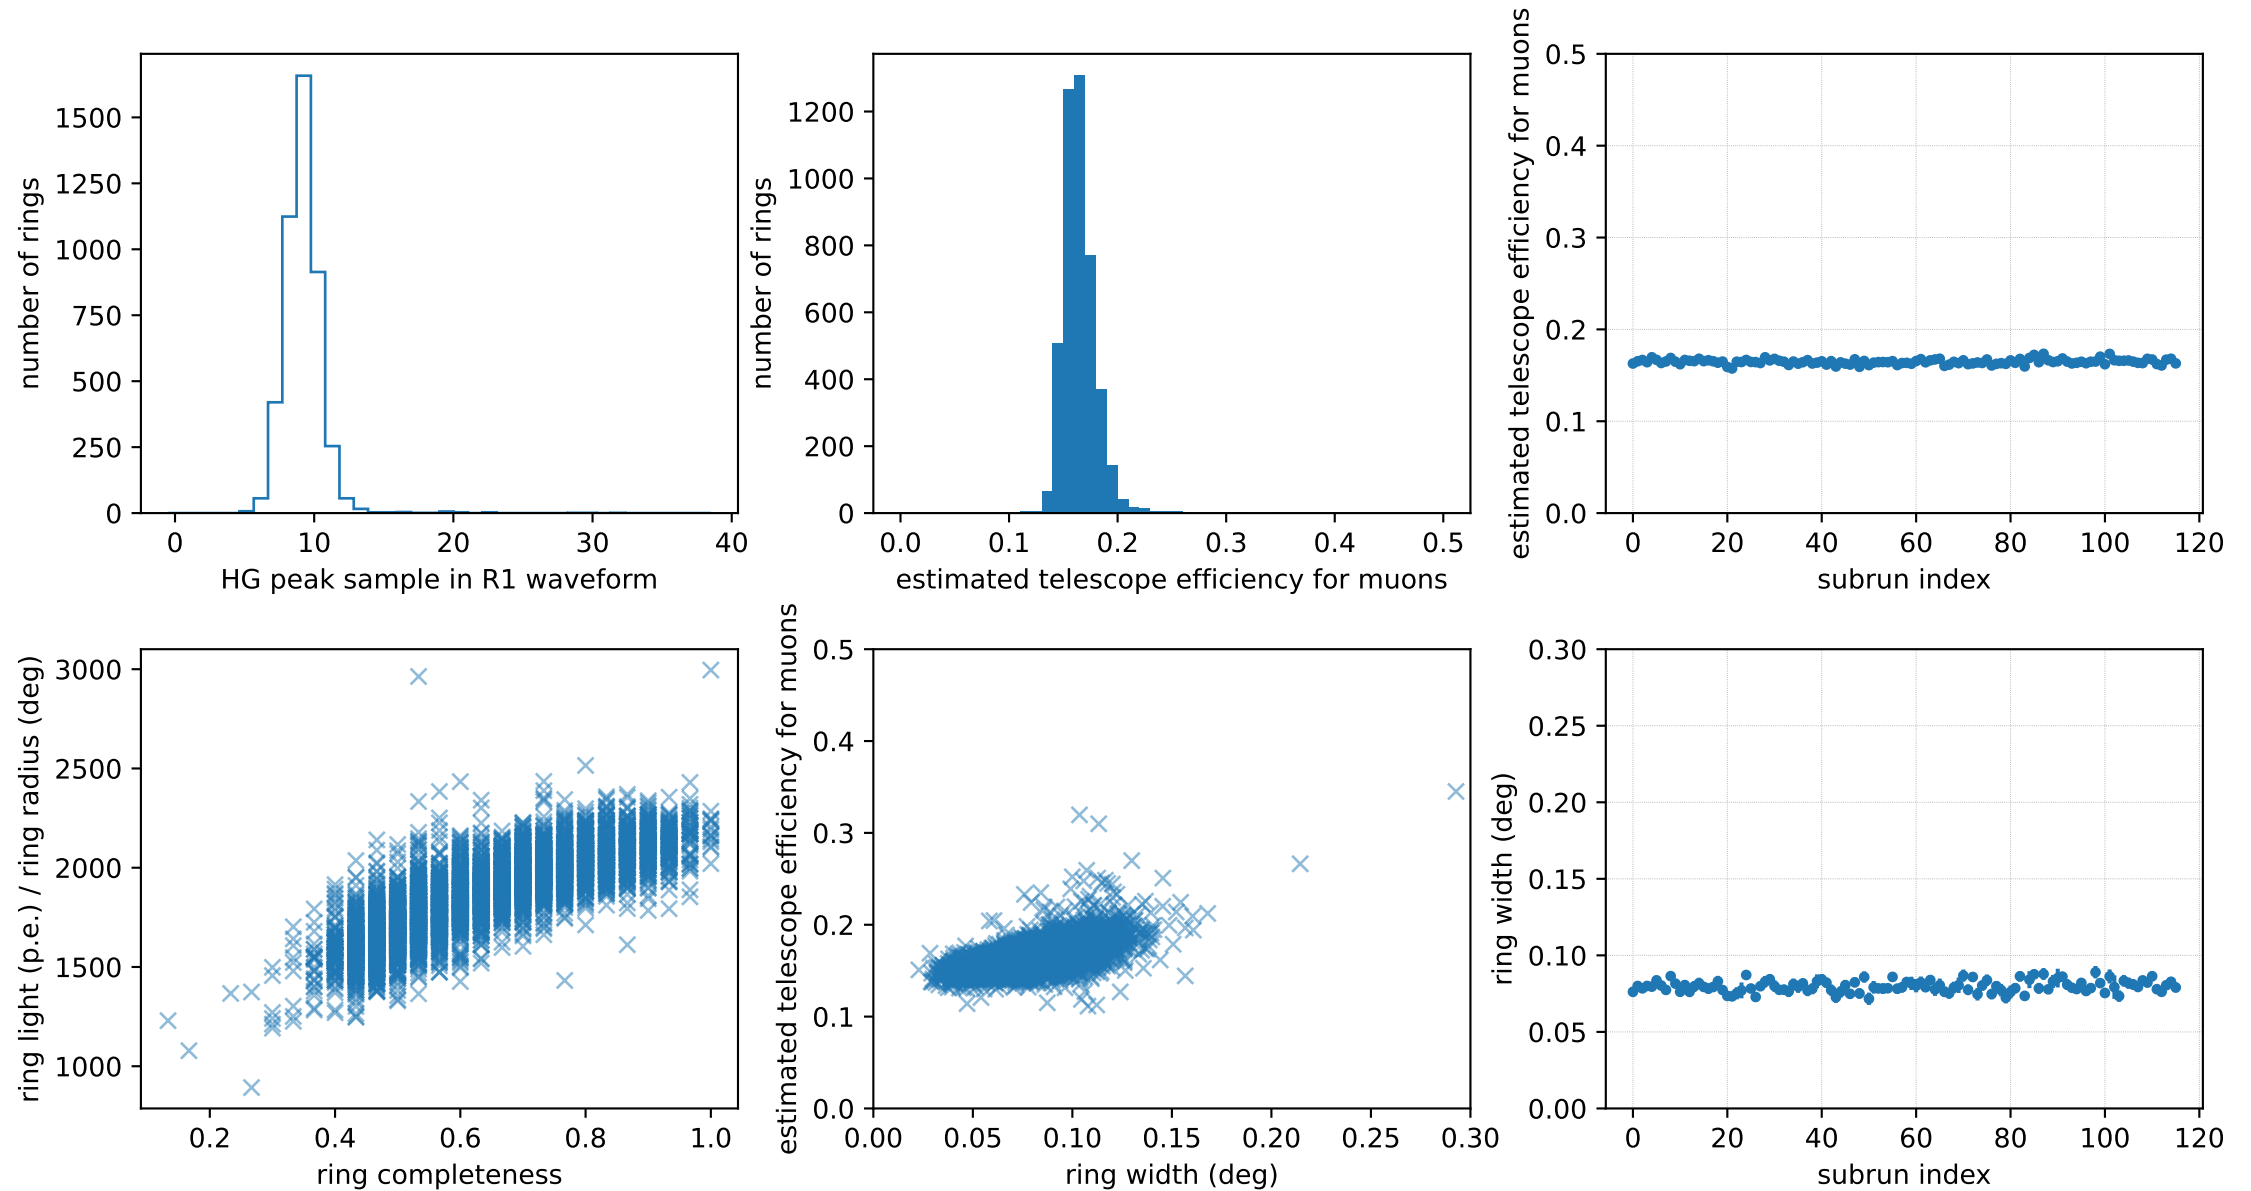 number of rings
1500
1250
1000
750
500
250
0
0 10 20 30 40
HG peak sample in R1 waveform
number of rings
1200
1000
800
600
400
200
0
0.0 0.1 0.2 0.3 0.4 0.5
estimated telescope efficiency for muons
estimated telescope efficiency for muons
0.5
0.4
0.3
0.2
0.1
0.0
0 20 40 60 80 100 120
subrun index
ring light (p.e.) / ring radius (deg)
3000
2500
2000
1500
1000
0.2 0.4 0.6 0.8 1.0
ring completeness
estimated telescope efficiency for muons
0.5
0.4
0.3
0.2
0.1
0.0
0.00 0.05 0.10 0.15 0.20 0.25 0.30
ring width (deg)
ring width (deg)
0.30
0.25
0.20
0.15
0.10
0.05
0.00
0 20 40 60 80 100 120
subrun index